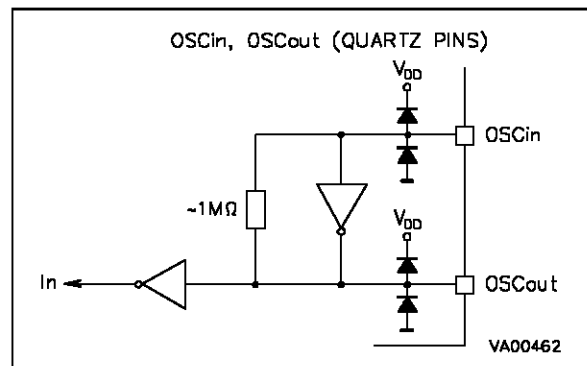 OSCin, OSCout (QUARTZ PINS)
VDD
OSCin
~1MΩ
VDD
In
OSCout
VA00462